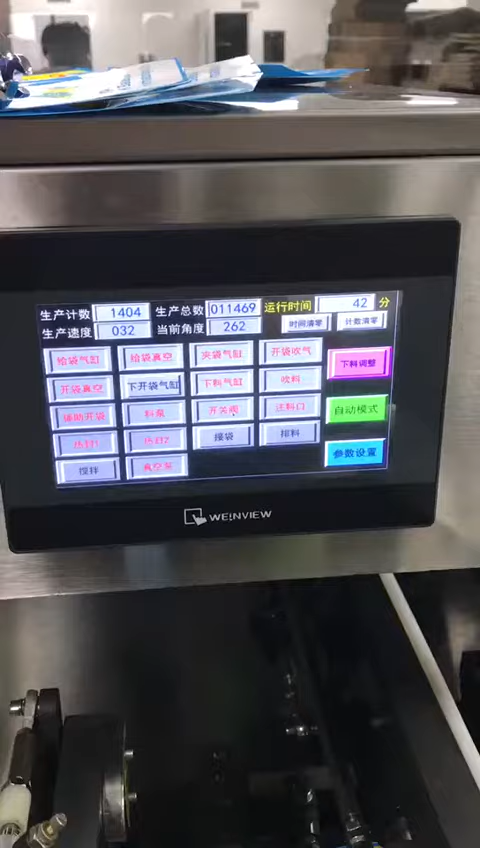 生产计数 1404 生产总数 011469 运行时间 42 分
生产速度 032 当前角度 262 时间清零 计数清零
给袋气缸 给袋真空 夹袋气缸 开袋吹气 下料调整
开袋真空 下开袋气缸 下料气缸 吹料
辅助开袋 料泵 开关阀 注料口 自动模式
热封1 热封2 接袋 排料
搅拌 真空泵 参数设置
WEINVIEW